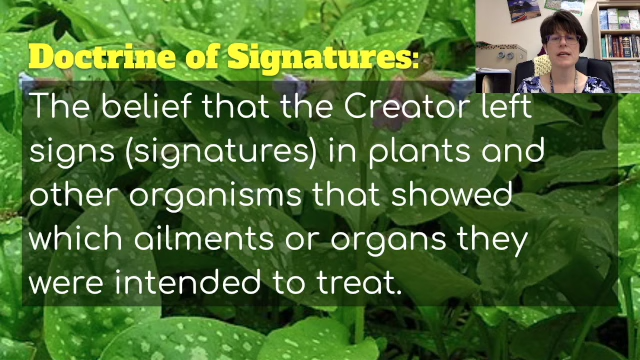 Doctrine of Signatures:
The belief that the Creator left
signs (signatures) in plants and
other organisms that showed
which ailments or organs they
were intended to treat.